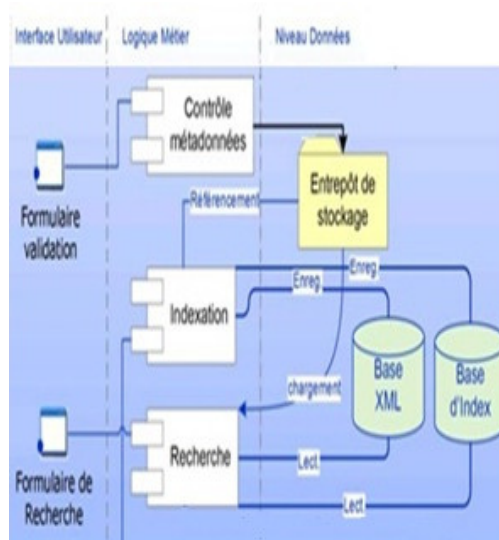 Interface Utilisateur
Logique Métier
Niveau Données
Contrôle
métadonnées
Entrepôt de
stockage
Référencement
Formulaire
validation
Enreg.
Enreg.
Indexation
Base
XML
Base
d'Index
chargement
Recherche
Lect.
Formulaire de
Recherche
Lect.